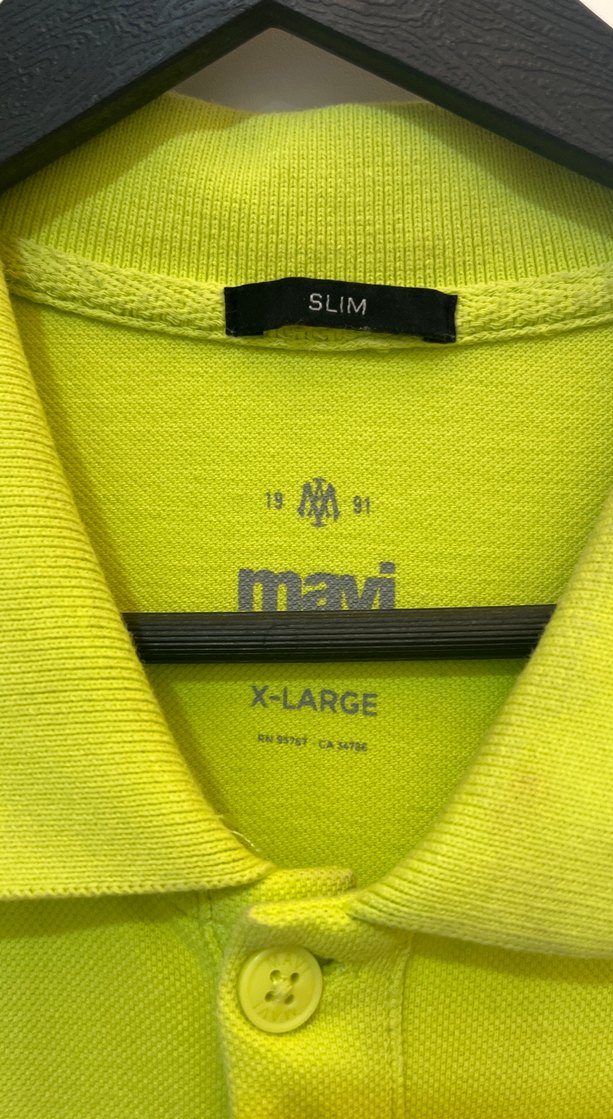 SLIM
19 M 91
mavi
X-LARGE
RN 95767 · CA 34786